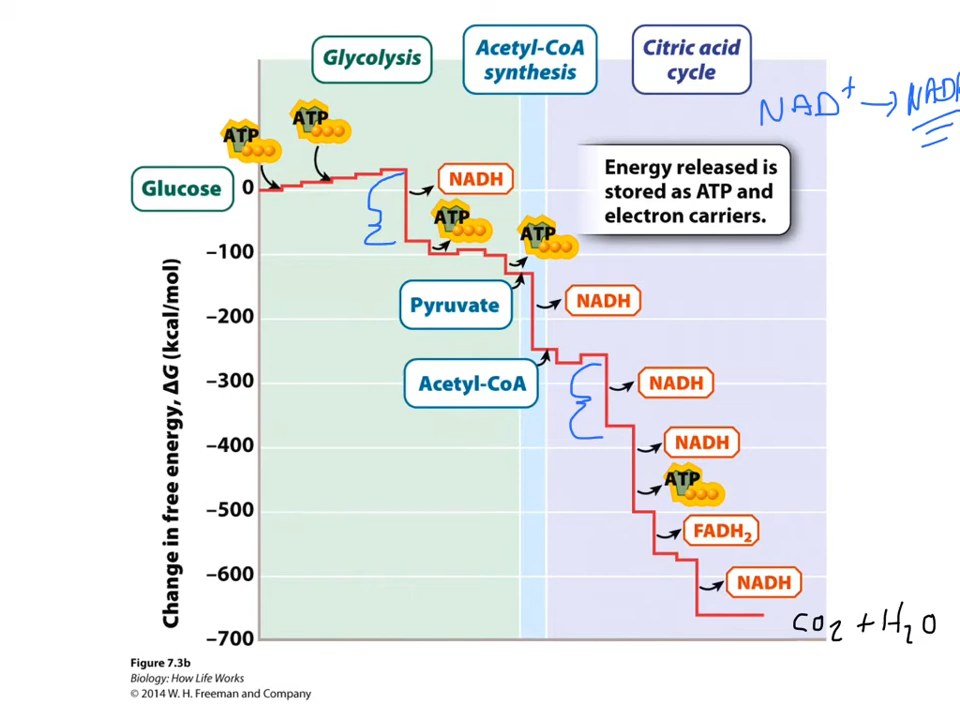 Glycolysis
Acetyl-CoA
synthesis
Citric acid
cycle
NAD+ → NADH
ATP
ATP
Glucose
NADH
Energy released is
stored as ATP and
electron carriers.
ATP
ATP
Pyruvate
NADH
Acetyl-CoA
NADH
NADH
ATP
FADH₂
NADH
CO₂ + H₂O
Change in free energy, ΔG (kcal/mol)
0
–100
–200
–300
–400
–500
–600
–700
Figure 7.3b
Biology: How Life Works
© 2014 W. H. Freeman and Company